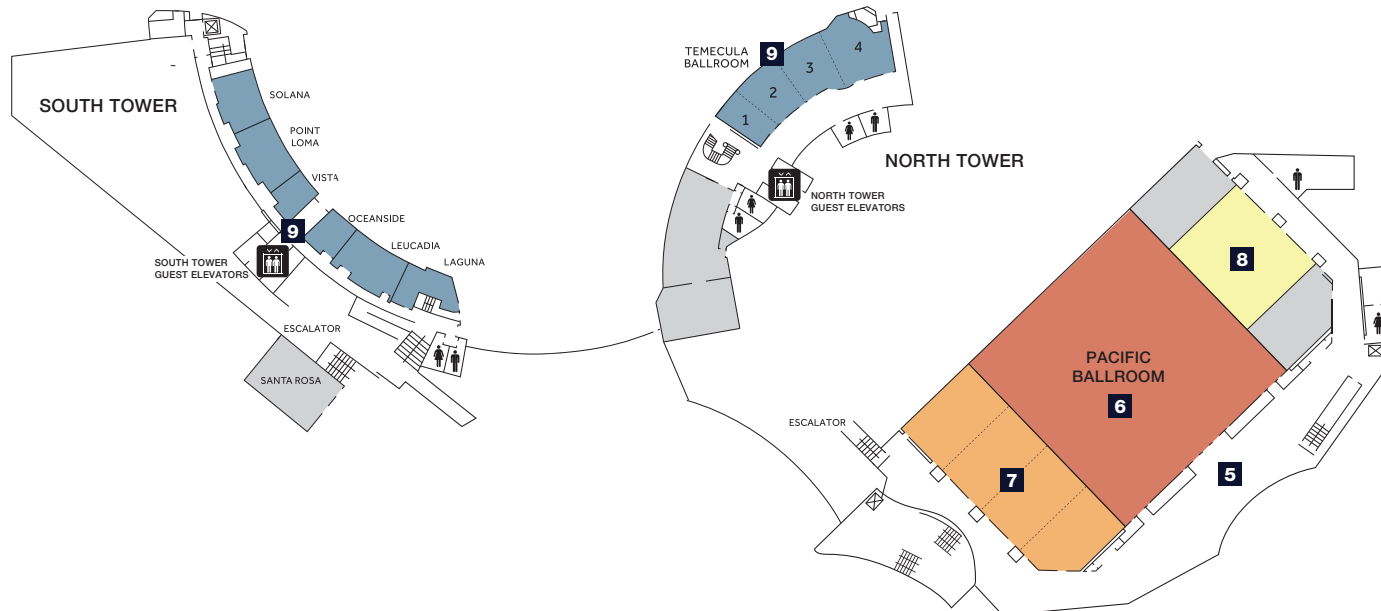 SOUTH TOWER
SOLANA
POINT
LOMA
VISTA
OCEANSIDE
LEUCADIA
LAGUNA
9
SOUTH TOWER
GUEST ELEVATORS
ESCALATOR
SANTA ROSA
TEMECULA
BALLROOM
9
1
2
3
4
NORTH TOWER
NORTH TOWER
GUEST ELEVATORS
8
PACIFIC
BALLROOM
6
ESCALATOR
7
5